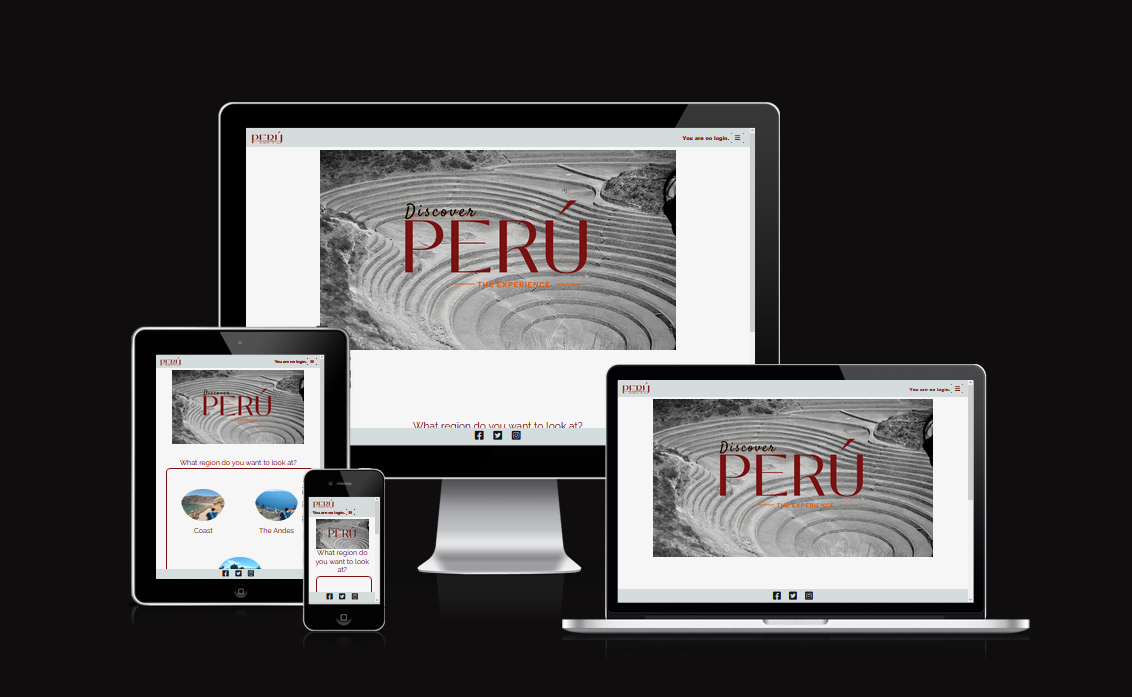 PERÚ
You are no login.
Discover
PERÚ
THE EXPERIENCE
What region do you want to look at?
PERÚ
You are no login.
Discover
PERÚ
What region do you want to look at?
Coast
The Andes
PERÚ
You are no login.
PERÚ
What region do
you want to look
at?
PERÚ
You are no login.
Discover
PERÚ
THE EXPERIENCE